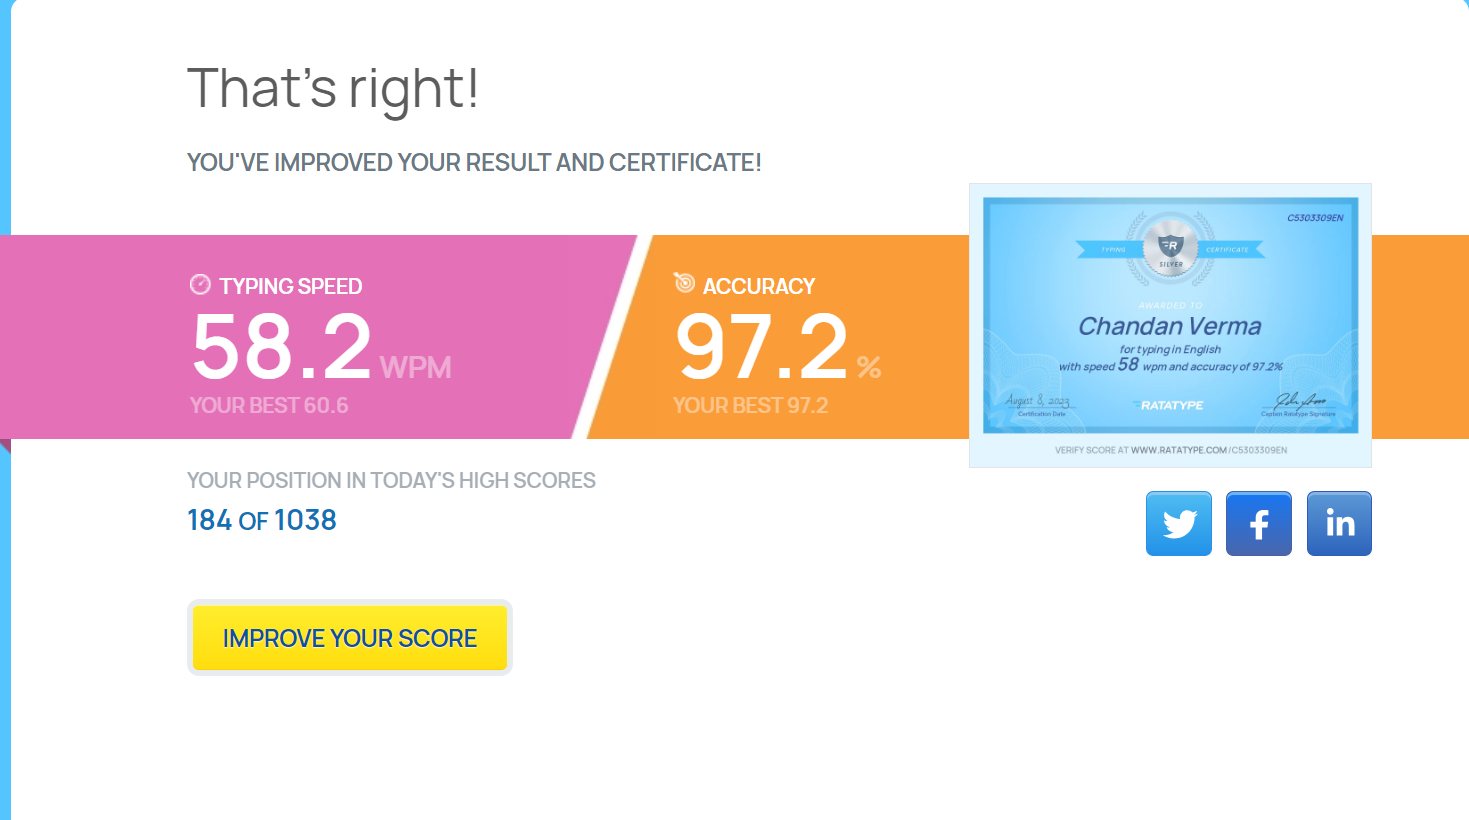 That's right!
YOU'VE IMPROVED YOUR RESULT AND CERTIFICATE!
TYPING SPEED
58.2 WPM
YOUR BEST 60.6
ACCURACY
97.2 %
YOUR BEST 97.2
C5303309EN
TYPING
CERTIFICATE
R
SILVER
AWARDED TO
Chandan Verma
for typing in English
with speed 58 wpm and accuracy of 97.2%
August 8, 2023
Certification Date
RATATYPE
Captain Ratatype Signature
VERIFY SCORE AT WWW.RATATYPE.COM/C5303309EN
YOUR POSITION IN TODAY'S HIGH SCORES
184 OF 1038
f
in
IMPROVE YOUR SCORE